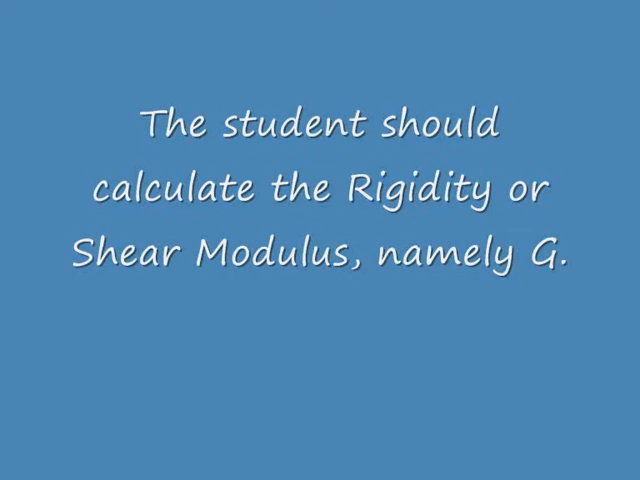 The student should
calculate the Rigidity or
Shear Modulus, namely G.